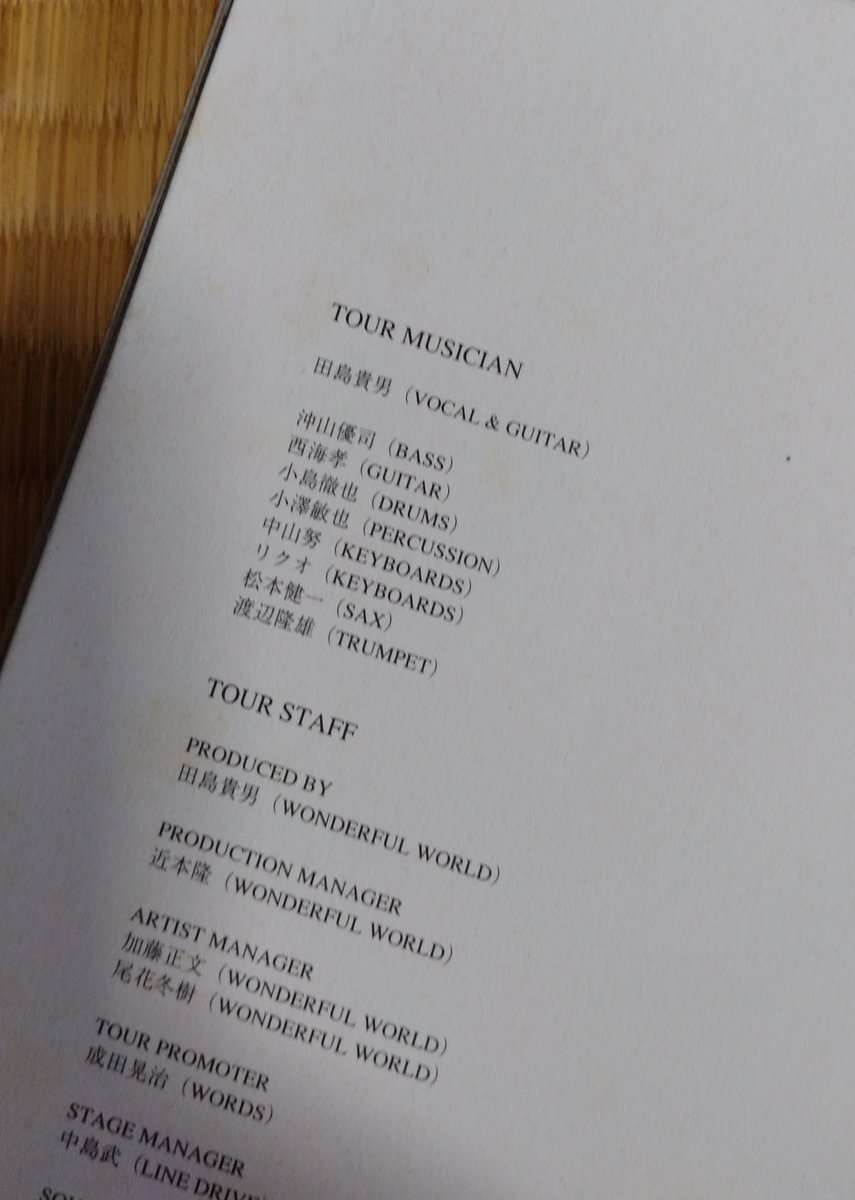 TOUR MUSICIAN
田島貴男（VOCAL & GUITAR）
沖山優司（BASS）
西海孝（GUITAR）
小島徹也（DRUMS）
小澤敏也（PERCUSSION）
中山努（KEYBOARDS）
リクオ（KEYBOARDS）
松本健一（SAX）
渡辺隆雄（TRUMPET）
TOUR STAFF
PRODUCED BY
田島貴男（WONDERFUL WORLD）
PRODUCTION MANAGER
近本隆（WONDERFUL WORLD）
ARTIST MANAGER
加藤正文（WONDERFUL WORLD）
尾花冬樹（WONDERFUL WORLD）
TOUR PROMOTER
成田晃治（WORDS）
STAGE MANAGER
中島武（LINE DRIVE